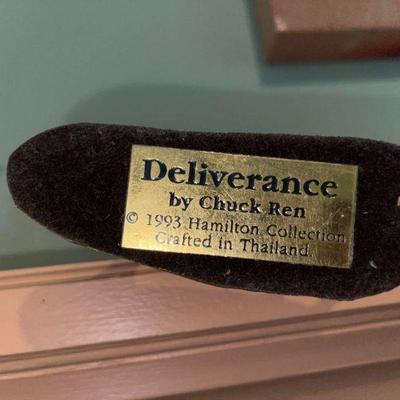 Deliverance
by Chuck Ren
© 1993 Hamilton Collection
Crafted in Thailand